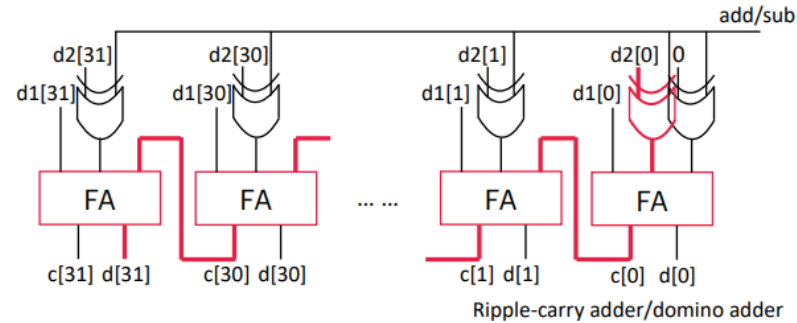 add/sub
d2[31] d2[30] d2[1] d2[0] 0
d1[31] d1[30] d1[1] d1[0]
FA FA ... ... FA FA
c[31] d[31] c[30] d[30] c[1] d[1] c[0] d[0]
Ripple-carry adder/domino adder